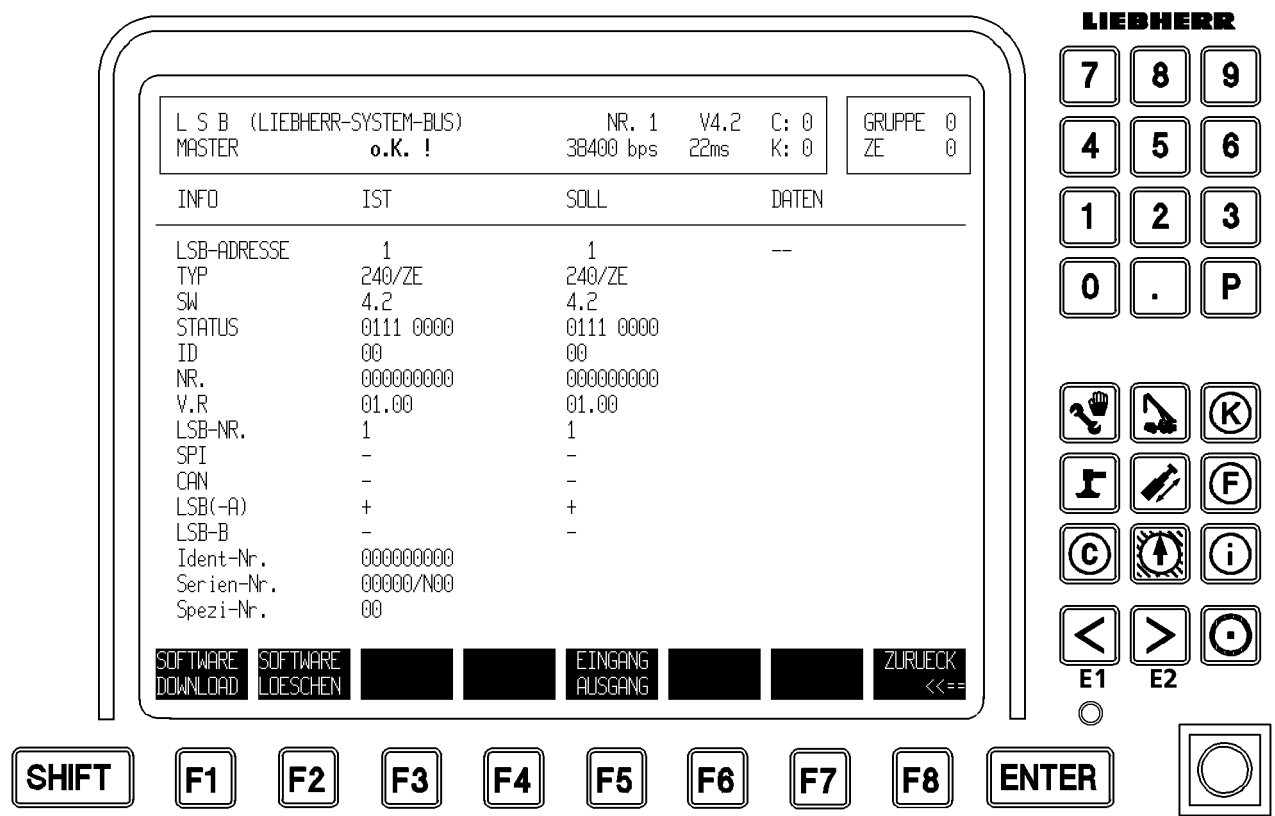 LIEBHERR
L S B (LIEBHERR-SYSTEM-BUS) NR. 1 V4.2 C: 0 GRUPPE 0
MASTER o.K. ! 38400 bps 22ms K: 0 ZE 0
INFO IST SOLL DATEN
LSB-ADRESSE 1 1 --
TYP 240/ZE 240/ZE
SW 4.2 4.2
STATUS 0111 0000 0111 0000
ID 00 00
NR. 000000000 000000000
V.R 01.00 01.00
LSB-NR. 1 1
SPI - -
CAN - -
LSB(-A) + +
LSB-B - -
Ident-Nr. 000000000
Serien-Nr. 00000/N00
Spezi-Nr. 00
SOFTWARE SOFTWARE EINGANG ZURUECK
DOWNLOAD LOESCHEN AUSGANG <<==
7 8 9
4 5 6
1 2 3
0 . P
K
F
C i
< >
E1 E2
SHIFT F1 F2 F3 F4 F5 F6 F7 F8 ENTER